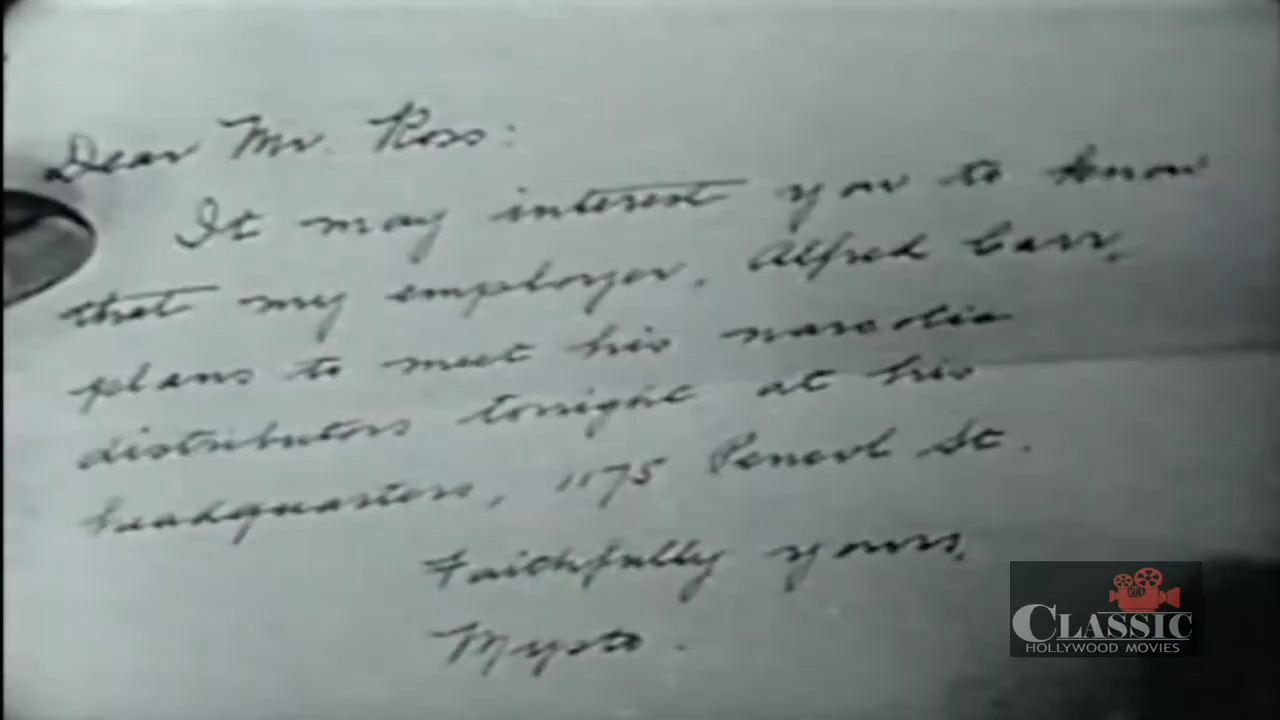 Dear Mr. Ross:
It may interest you to know
that my employer, Alfred Carr,
plans to meet his narcotic
distributors tonight at his
headquarters, 1175 St.
Faithfully yours,
Mysto.
CLASSIC
HOLLYWOOD MOVIES